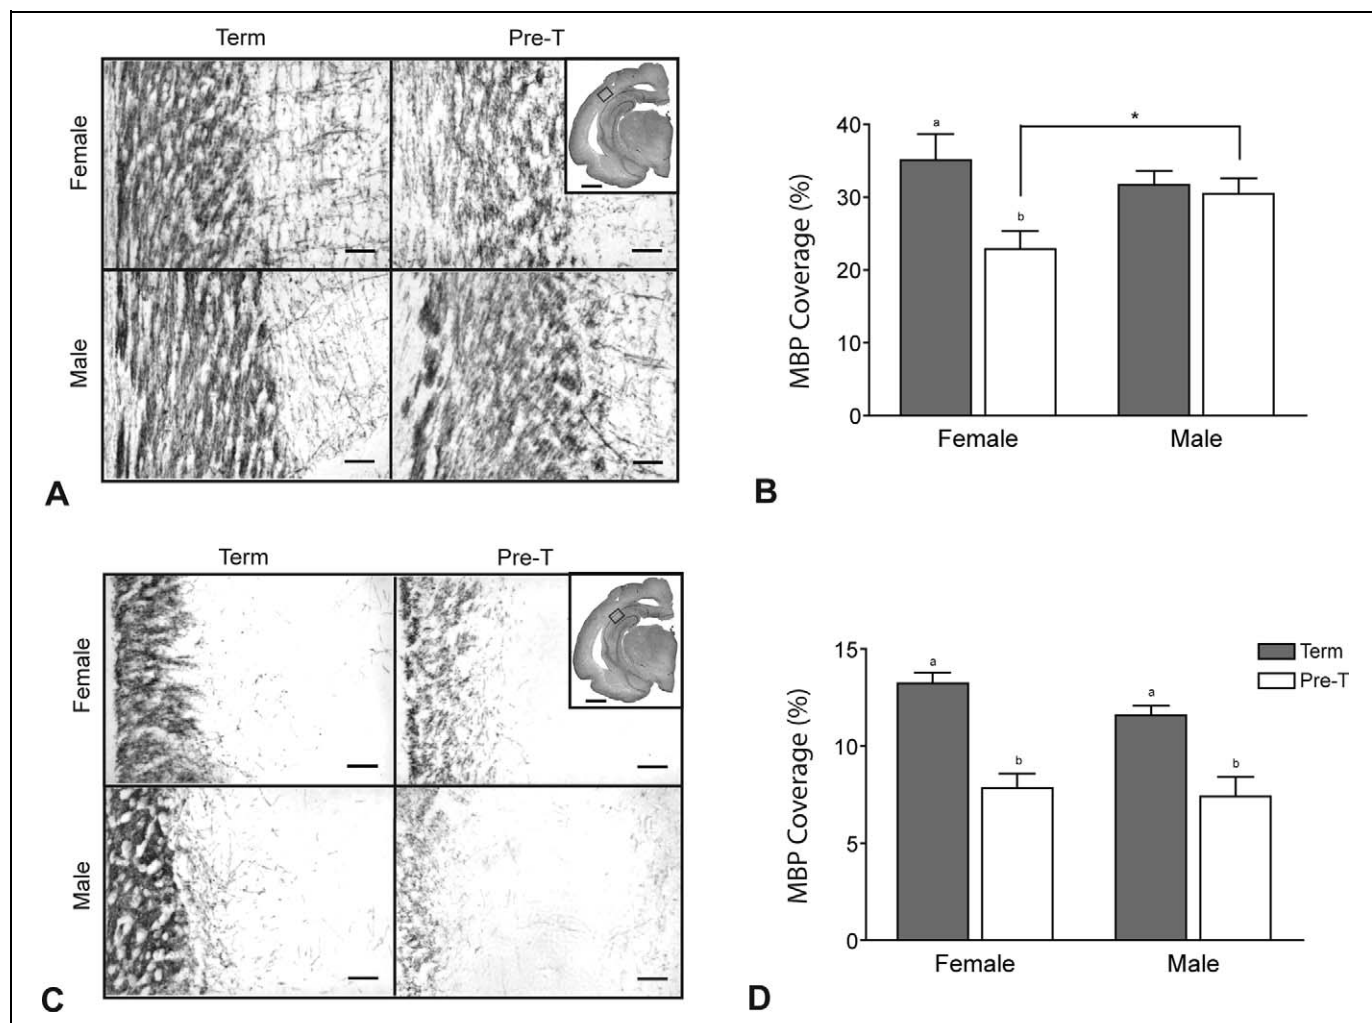 Term Pre-T
Female
Male
A
40
30
20
10
0
MBP Coverage (%)
a
b
*
Female Male
B
Term Pre-T
Female
Male
C
15
10
5
0
MBP Coverage (%)
a
b
a
b
Term
Pre-T
Female Male
D